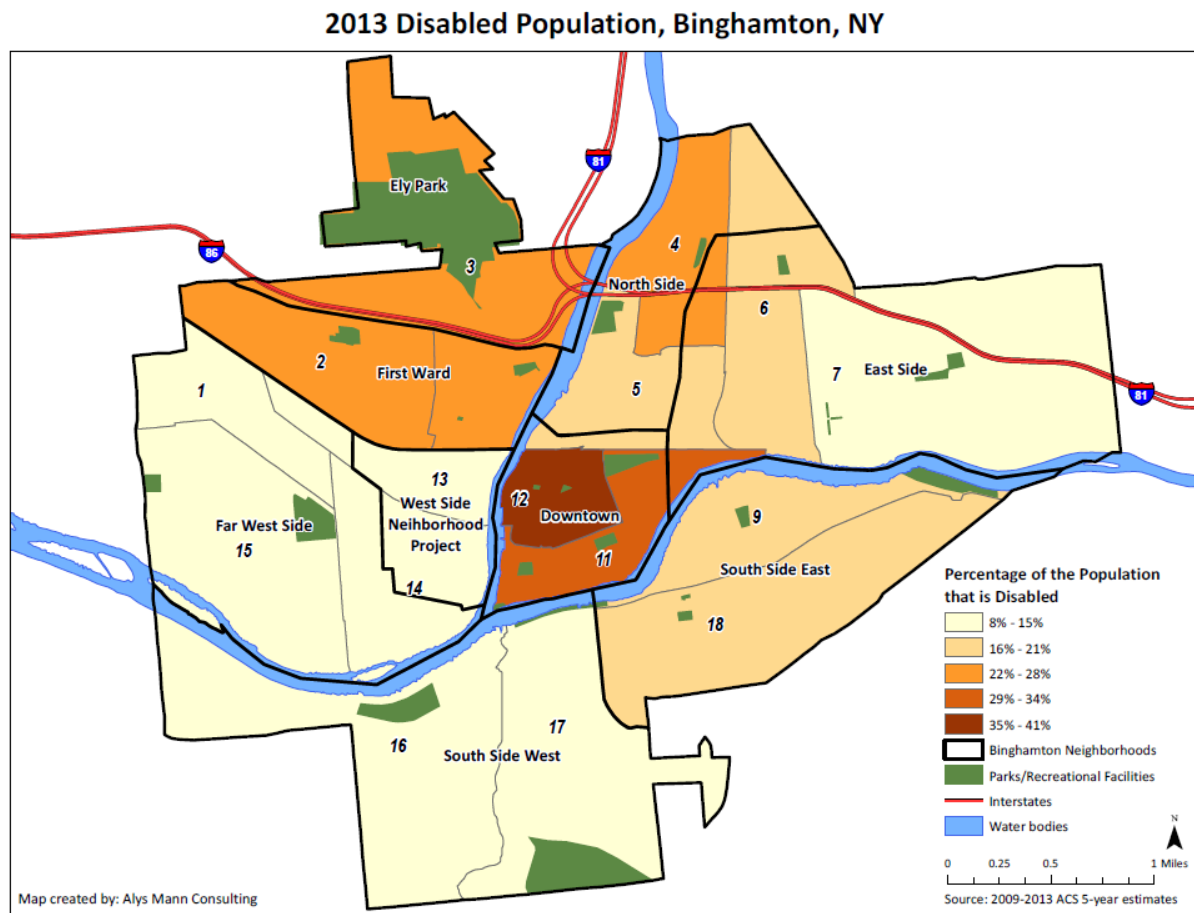 2013 Disabled Population, Binghamton, NY
81
Ely Park
86
3
4
North Side
6
2
First Ward
1
5
7
East Side
81
13
West Side
Neihborhood
Project
12
Downtown
9
Far West Side
15
11
South Side East
14
18
16
17
South Side West
Percentage of the Population
that is Disabled
8% - 15%
16% - 21%
22% - 28%
29% - 34%
35% - 41%
Binghamton Neighborhoods
Parks/Recreational Facilities
Interstates
Water bodies
N
0 0.25 0.5 1 Miles
Map created by: Alys Mann Consulting
Source: 2009-2013 ACS 5-year estimates